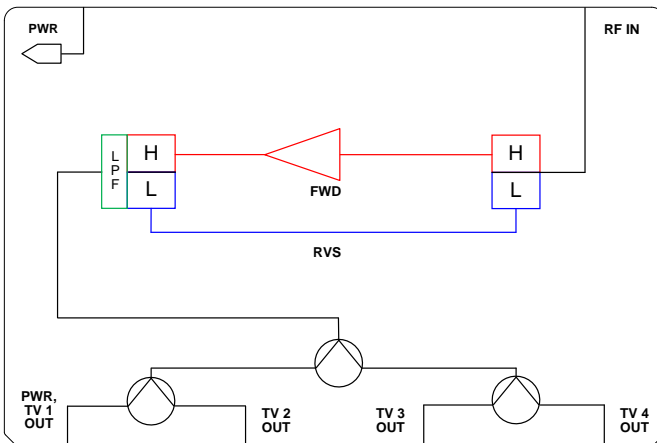 PWR
RF IN
L
P
F
H
L
H
L
FWD
RVS
PWR,
TV 1
OUT
TV 2
OUT
TV 3
OUT
TV 4
OUT